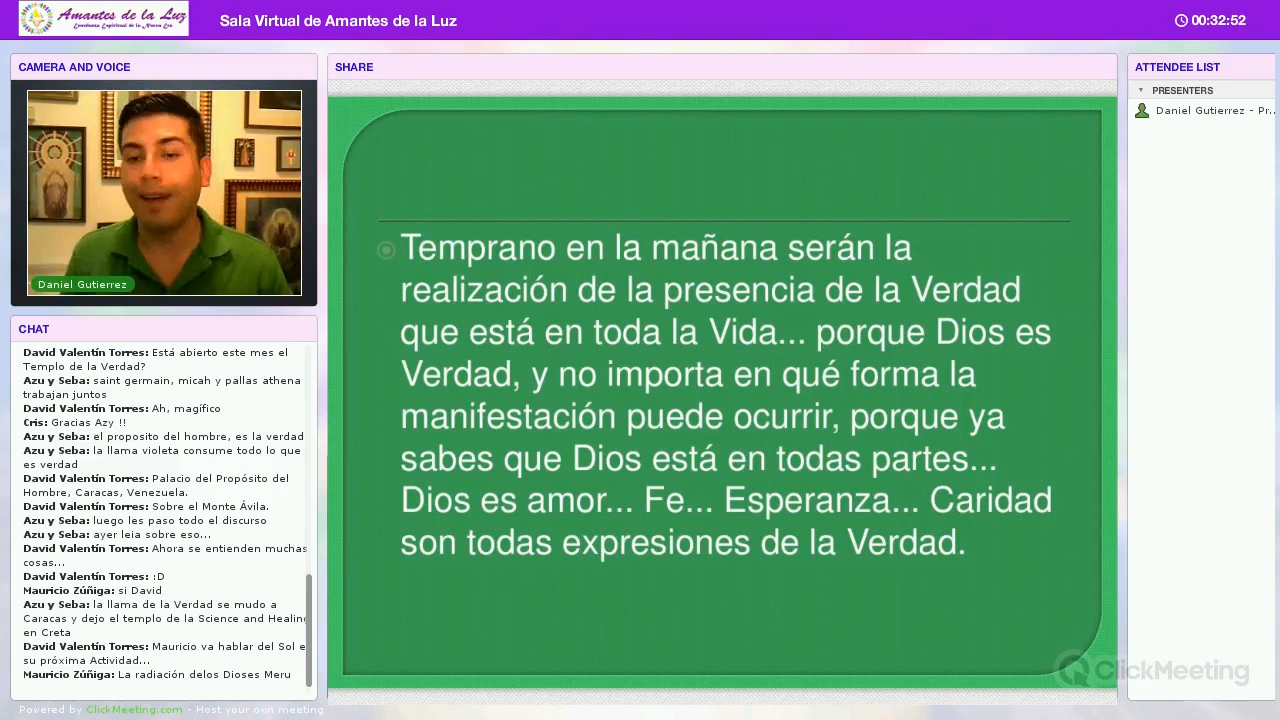 Amantes de la Luz
Enseñanza Espiritual de la Nueva Era
Sala Virtual de Amantes de la Luz
00:32:52
CAMERA AND VOICE
Daniel Gutierrez
CHAT
David Valentín Torres: Está abierto este mes el
Templo de la Verdad?
Azu y Seba: saint germain, micah y pallas athena
trabajan juntos
David Valentín Torres: Ah, magífico
Cris: Gracias Azy !!
Azu y Seba: el proposito del hombre, es la verdad
Azu y Seba: la llama violeta consume todo lo que
es verdad
David Valentín Torres: Palacio del Propósito del
Hombre, Caracas, Venezuela.
David Valentín Torres: Sobre el Monte Ávila.
Azu y Seba: luego les paso todo el discurso
Azu y Seba: ayer leia sobre eso...
David Valentín Torres: Ahora se entienden muchas
cosas...
David Valentín Torres: :D
Mauricio Zúñiga: si David
Azu y Seba: la llama de la Verdad se mudo a
Caracas y dejo el templo de la Science and Healing
en Creta
David Valentín Torres: Mauricio va hablar del Sol e
su próxima Actividad...
Mauricio Zúñiga: La radiación delos Dioses Meru
Powered by ClickMeeting.com - Host your own meeting
SHARE
Temprano en la mañana serán la
realización de la presencia de la Verdad
que está en toda la Vida... porque Dios es
Verdad, y no importa en qué forma la
manifestación puede ocurrir, porque ya
sabes que Dios está en todas partes...
Dios es amor... Fe... Esperanza... Caridad
son todas expresiones de la Verdad.
ClickMeeting
ATTENDEE LIST
PRESENTERS
Daniel Gutierrez - Pr...